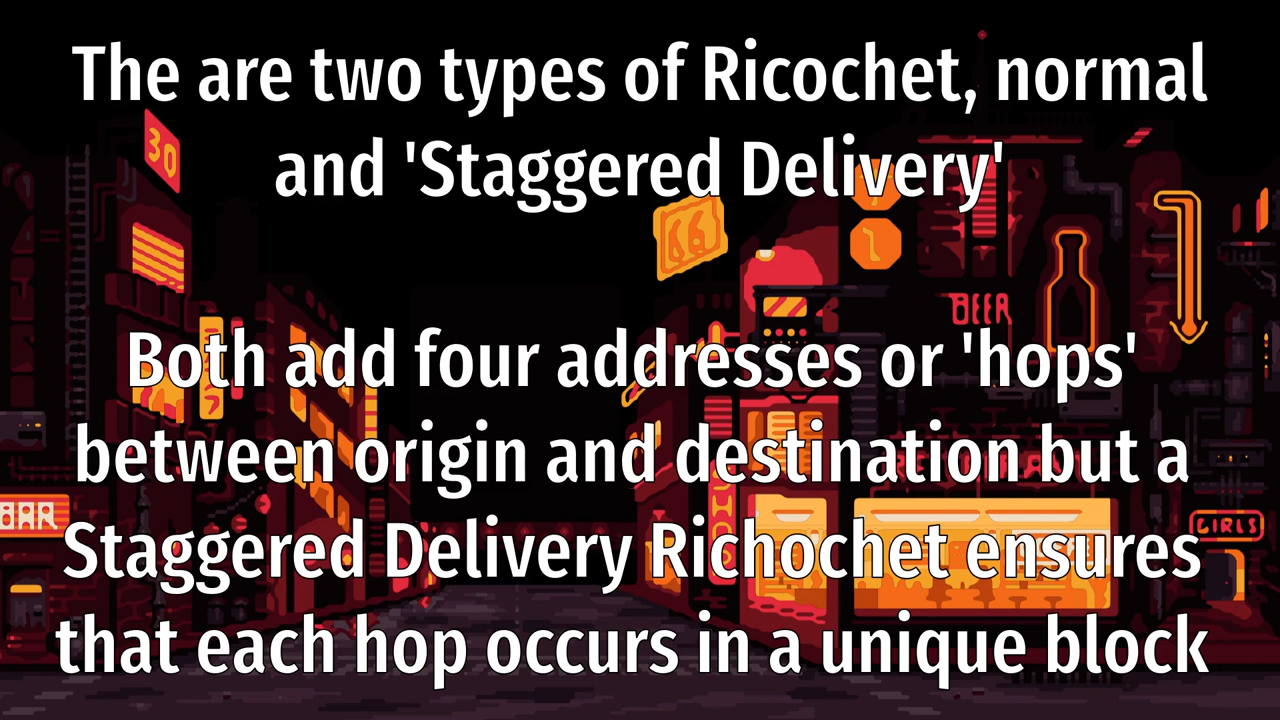 The are two types of Ricochet, normal
and 'Staggered Delivery'
30
66
BEER
Both add four addresses or 'hops'
between origin and destination but a
BAR
GIRLS
Staggered Delivery Richochet ensures
that each hop occurs in a unique block